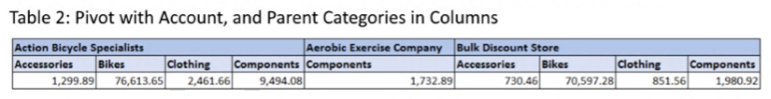 Table 2: Pivot with Account, and Parent Categories in Columns
Action Bicycle Specialists Aerobic Exercise Company Bulk Discount Store
Accessories Bikes Clothing Components Components Accessories Bikes Clothing Components
1,299.89 76,613.65 2,461.66 9,494.08 1,732.89 730.46 70,597.28 851.56 1,980.92